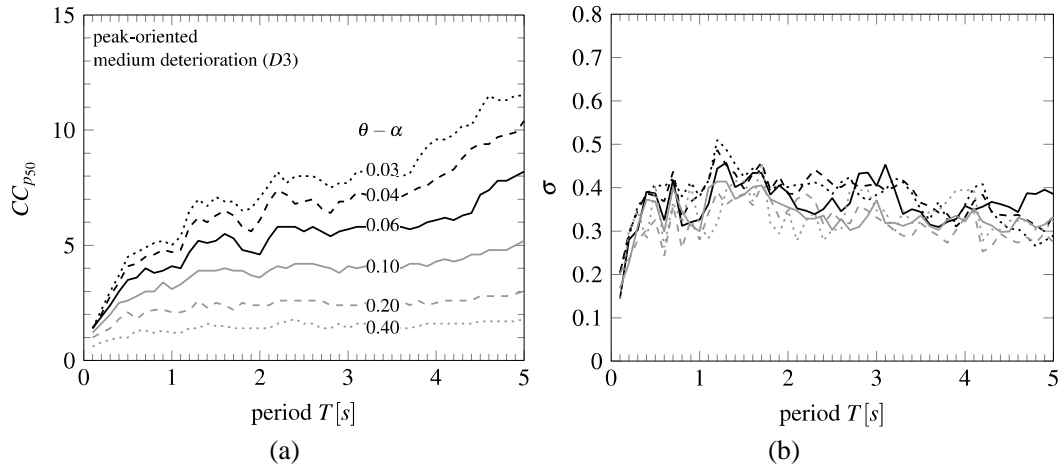 15
10
5
0
CC_{p50}
peak-oriented
medium deterioration (D3)
θ – α
0.03
0.04
0.06
0.10
0.20
0.40
0 1 2 3 4 5
period T [s]
(a)
0.8
0.7
0.6
0.5
0.4
0.3
0.2
0.1
0
σ
0 1 2 3 4 5
period T [s]
(b)